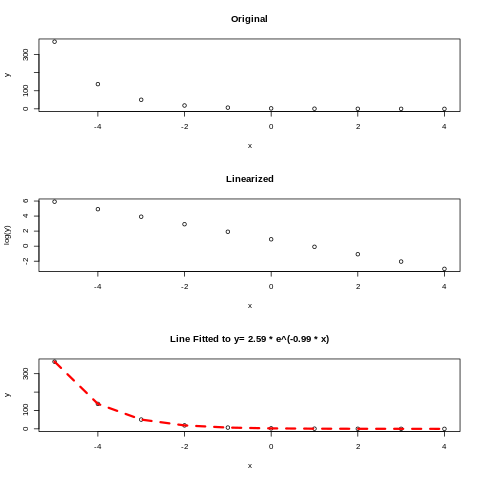 Original
y
300
100
0
-4 -2 0 2 4
x
Linearized
log(y)
6
4
2
0
-2
-4 -2 0 2 4
x
Line Fitted to y= 2.59 * e^(-0.99 * x)
y
300
100
0
-4 -2 0 2 4
x